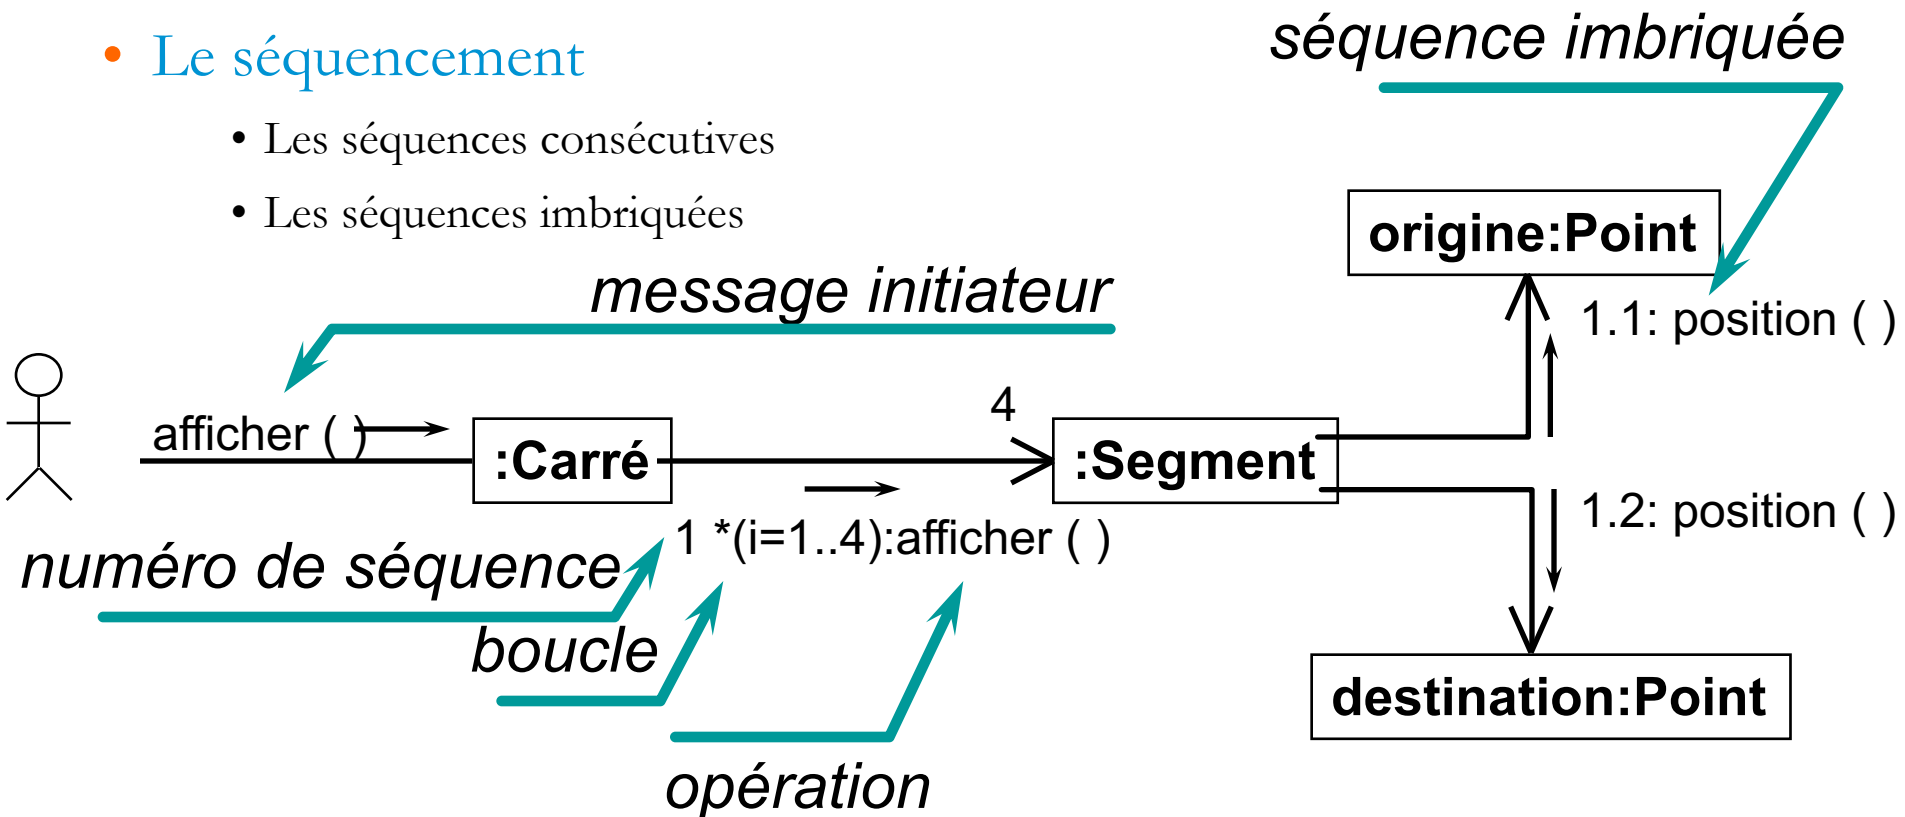 • Le séquencement
• Les séquences consécutives
• Les séquences imbriquées
séquence imbriquée
origine:Point
message initiateur
1.1: position ( )
afficher ( )
4
:Carré
:Segment
1 *(i=1..4):afficher ( )
1.2: position ( )
numéro de séquence
boucle
destination:Point
opération